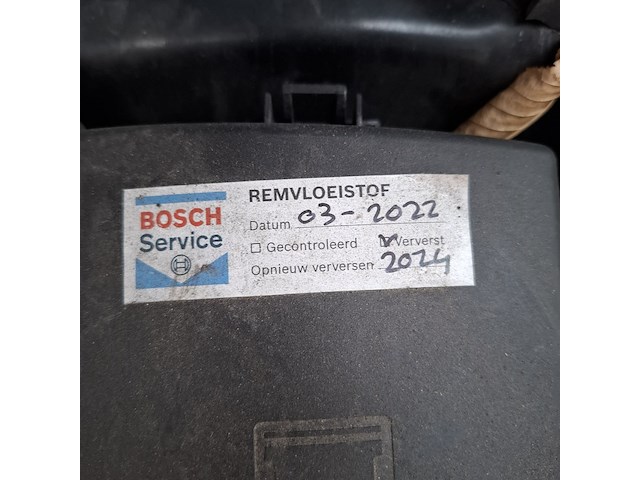 BOSCH
Service
REMVLOEISTOF
Datum 03-2022
☐ Gecontroleerd ☑ Ververst
Opnieuw verversen 2024